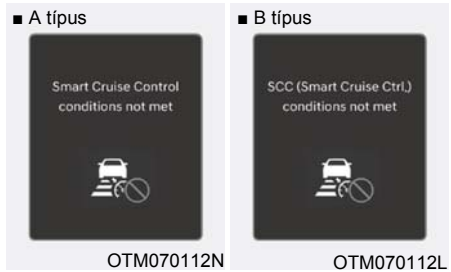 ■ A típus
Smart Cruise Control
conditions not met
OTM070112N
■ B típus
SCC (Smart Cruise Ctrl.)
conditions not met
OTM070112L